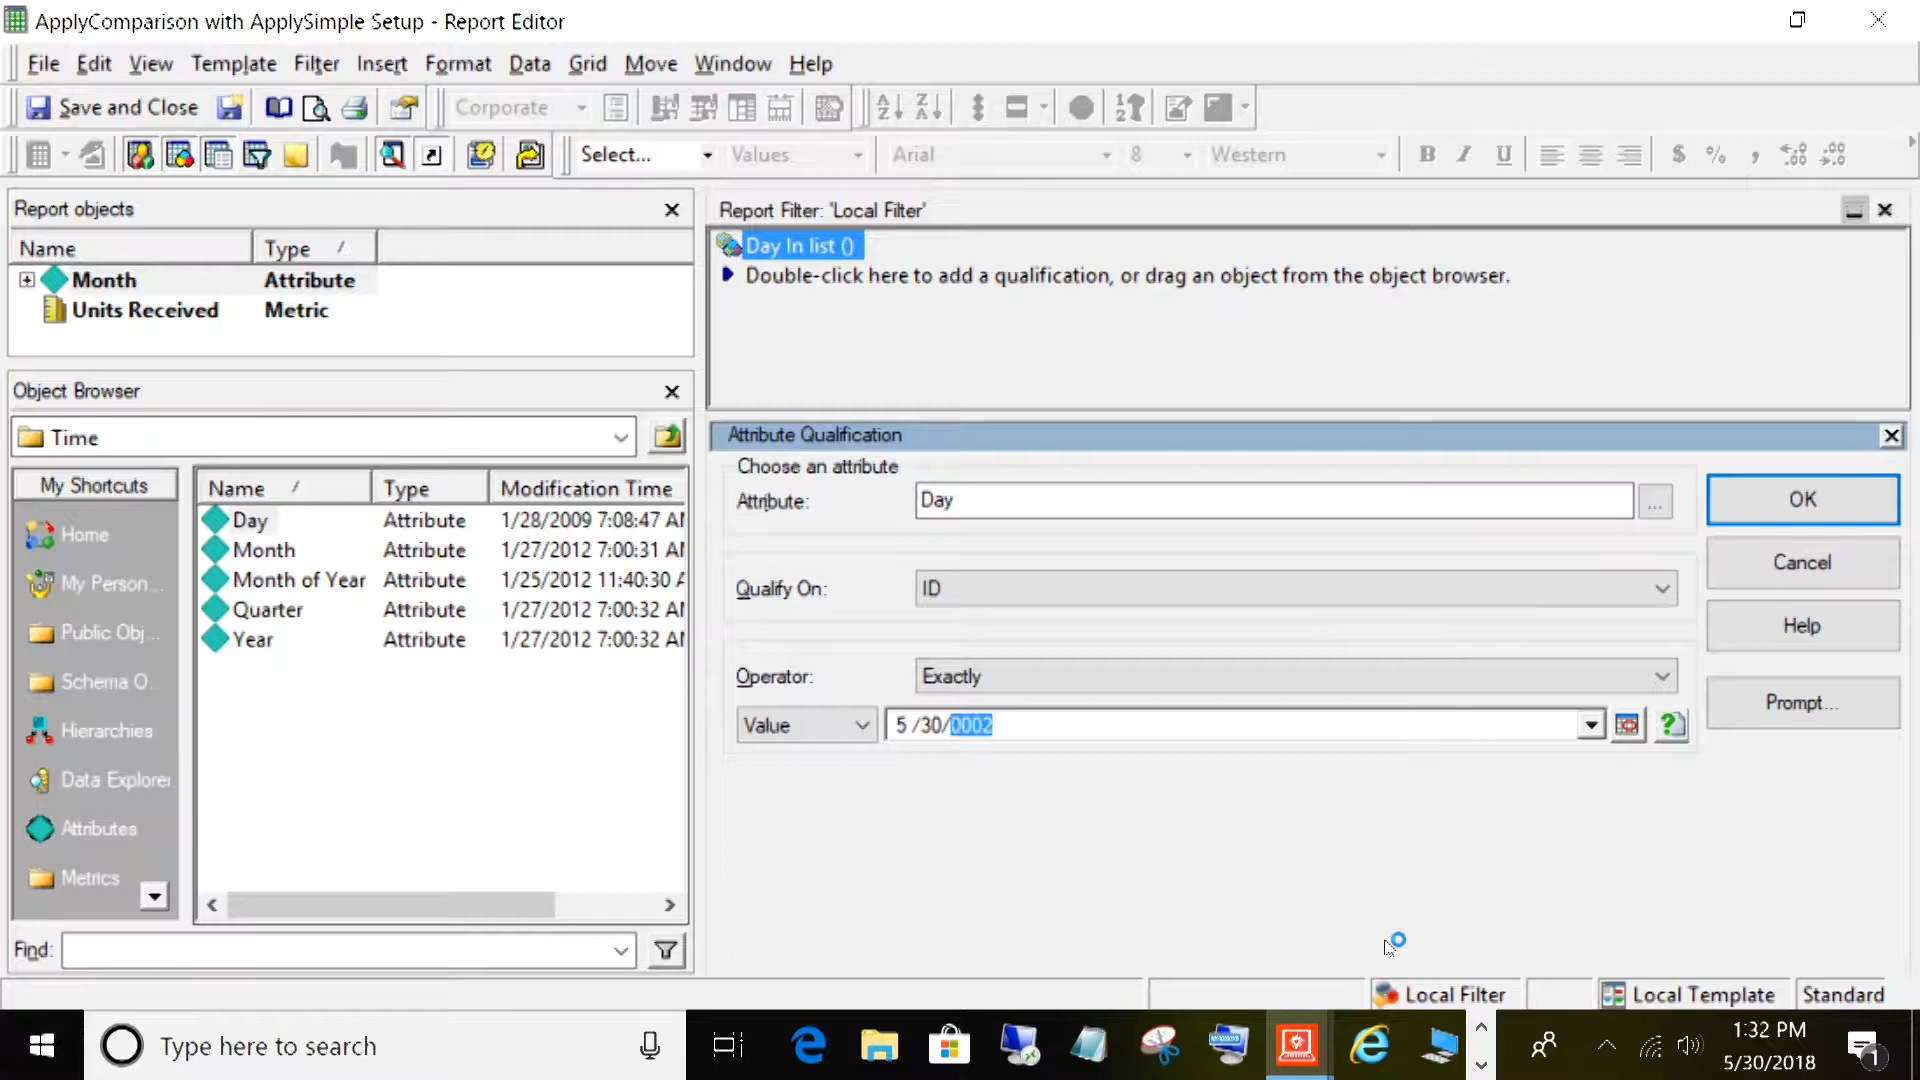 ApplyComparison with ApplySimple Setup - Report Editor
File Edit View Template Filter Insert Format Data Grid Move Window Help
Save and Close Corporate
Select... Values Arial 8 Western B I U $ % ,
Report objects
Name Type
Month Attribute
Units Received Metric
Report Filter: 'Local Filter'
Day In list ()
Double-click here to add a qualification, or drag an object from the object browser.
Object Browser
Time
My Shortcuts
Home
My Person...
Public Obj...
Schema O...
Hierarchies
Data Explorer
Attributes
Metrics
Name Type Modification Time
Day Attribute 1/28/2009 7:08:47 AM
Month Attribute 1/27/2012 7:00:31 AM
Month of Year Attribute 1/25/2012 11:40:30 A
Quarter Attribute 1/27/2012 7:00:32 AM
Year Attribute 1/27/2012 7:00:32 AM
Find:
Attribute Qualification
Choose an attribute
Attribute: Day ...
Qualify On: ID
Operator: Exactly
Value 5 /30/0002
OK
Cancel
Help
Prompt...
Local Filter Local Template Standard
Type here to search
1:32 PM
5/30/2018
1